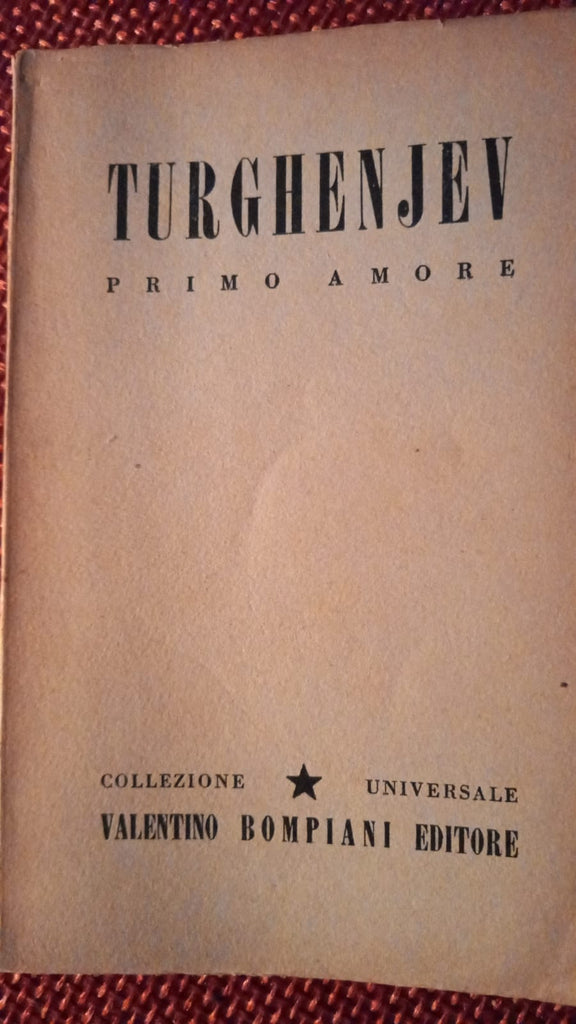 TURGHENJEV
PRIMO AMORE
COLLEZIONE ★ UNIVERSALE
VALENTINO BOMPIANI EDITORE